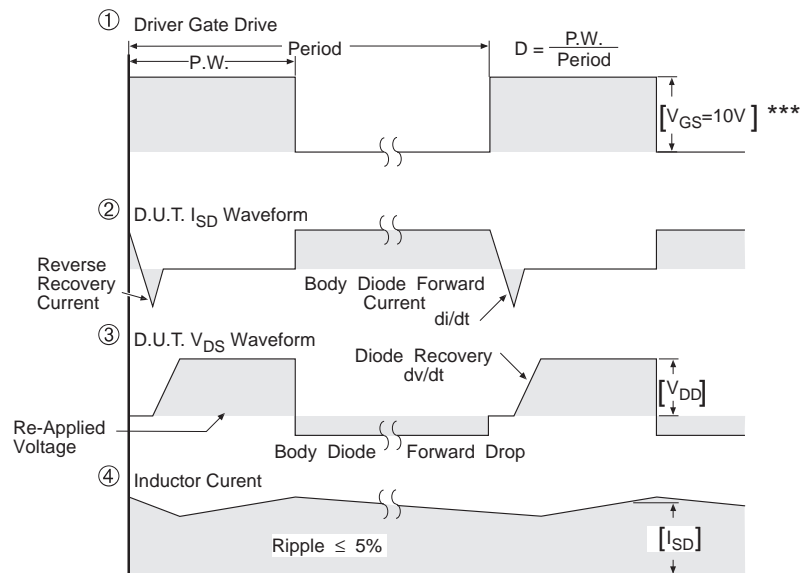 ① Driver Gate Drive
Period
P.W.
D = P.W. / Period
[VGS=10V] ***
② D.U.T. ISD Waveform
Reverse
Recovery
Current
Body Diode Forward
Current
di/dt
③ D.U.T. VDS Waveform
Diode Recovery
dv/dt
[VDD]
Re-Applied
Voltage
Body Diode Forward Drop
④ Inductor Curent
Ripple ≤ 5%
[ISD]